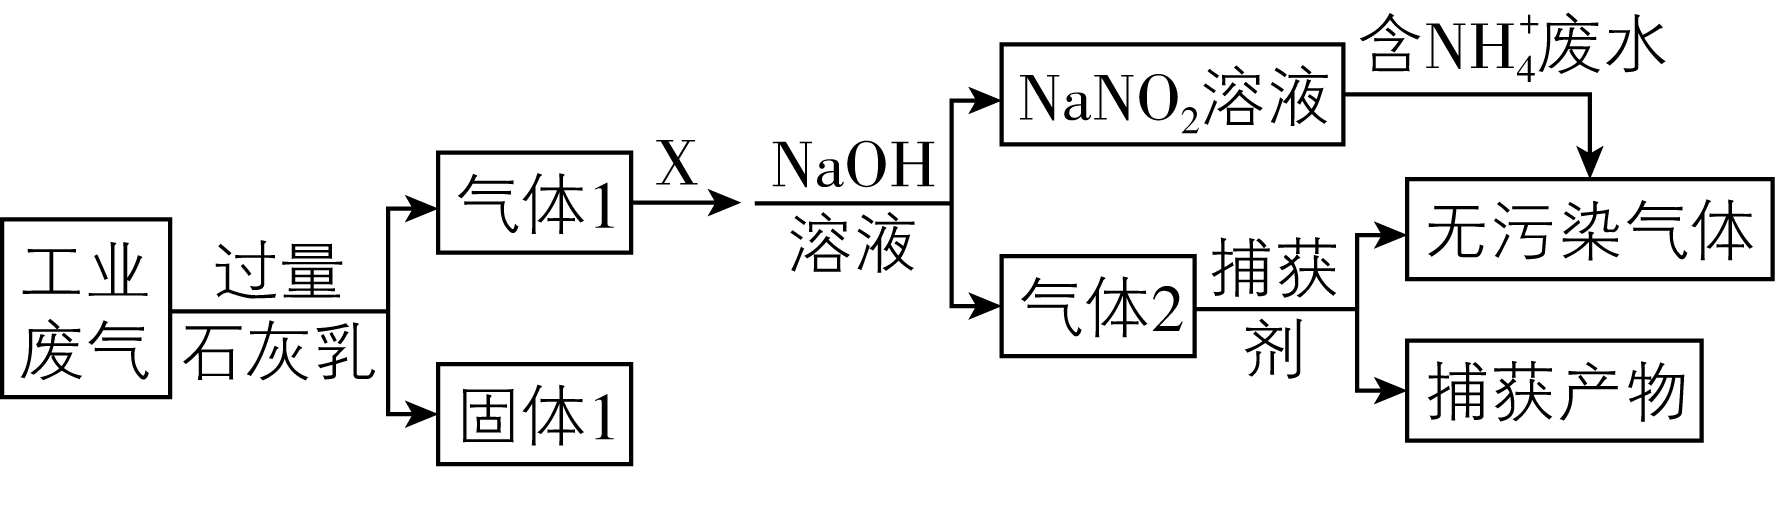 工业
废气
过量
石灰乳
气体1
固体1
X
NaOH
溶液
NaNO₂溶液
气体2
含NH₄⁺废水
捕获
剂
无污染气体
捕获产物